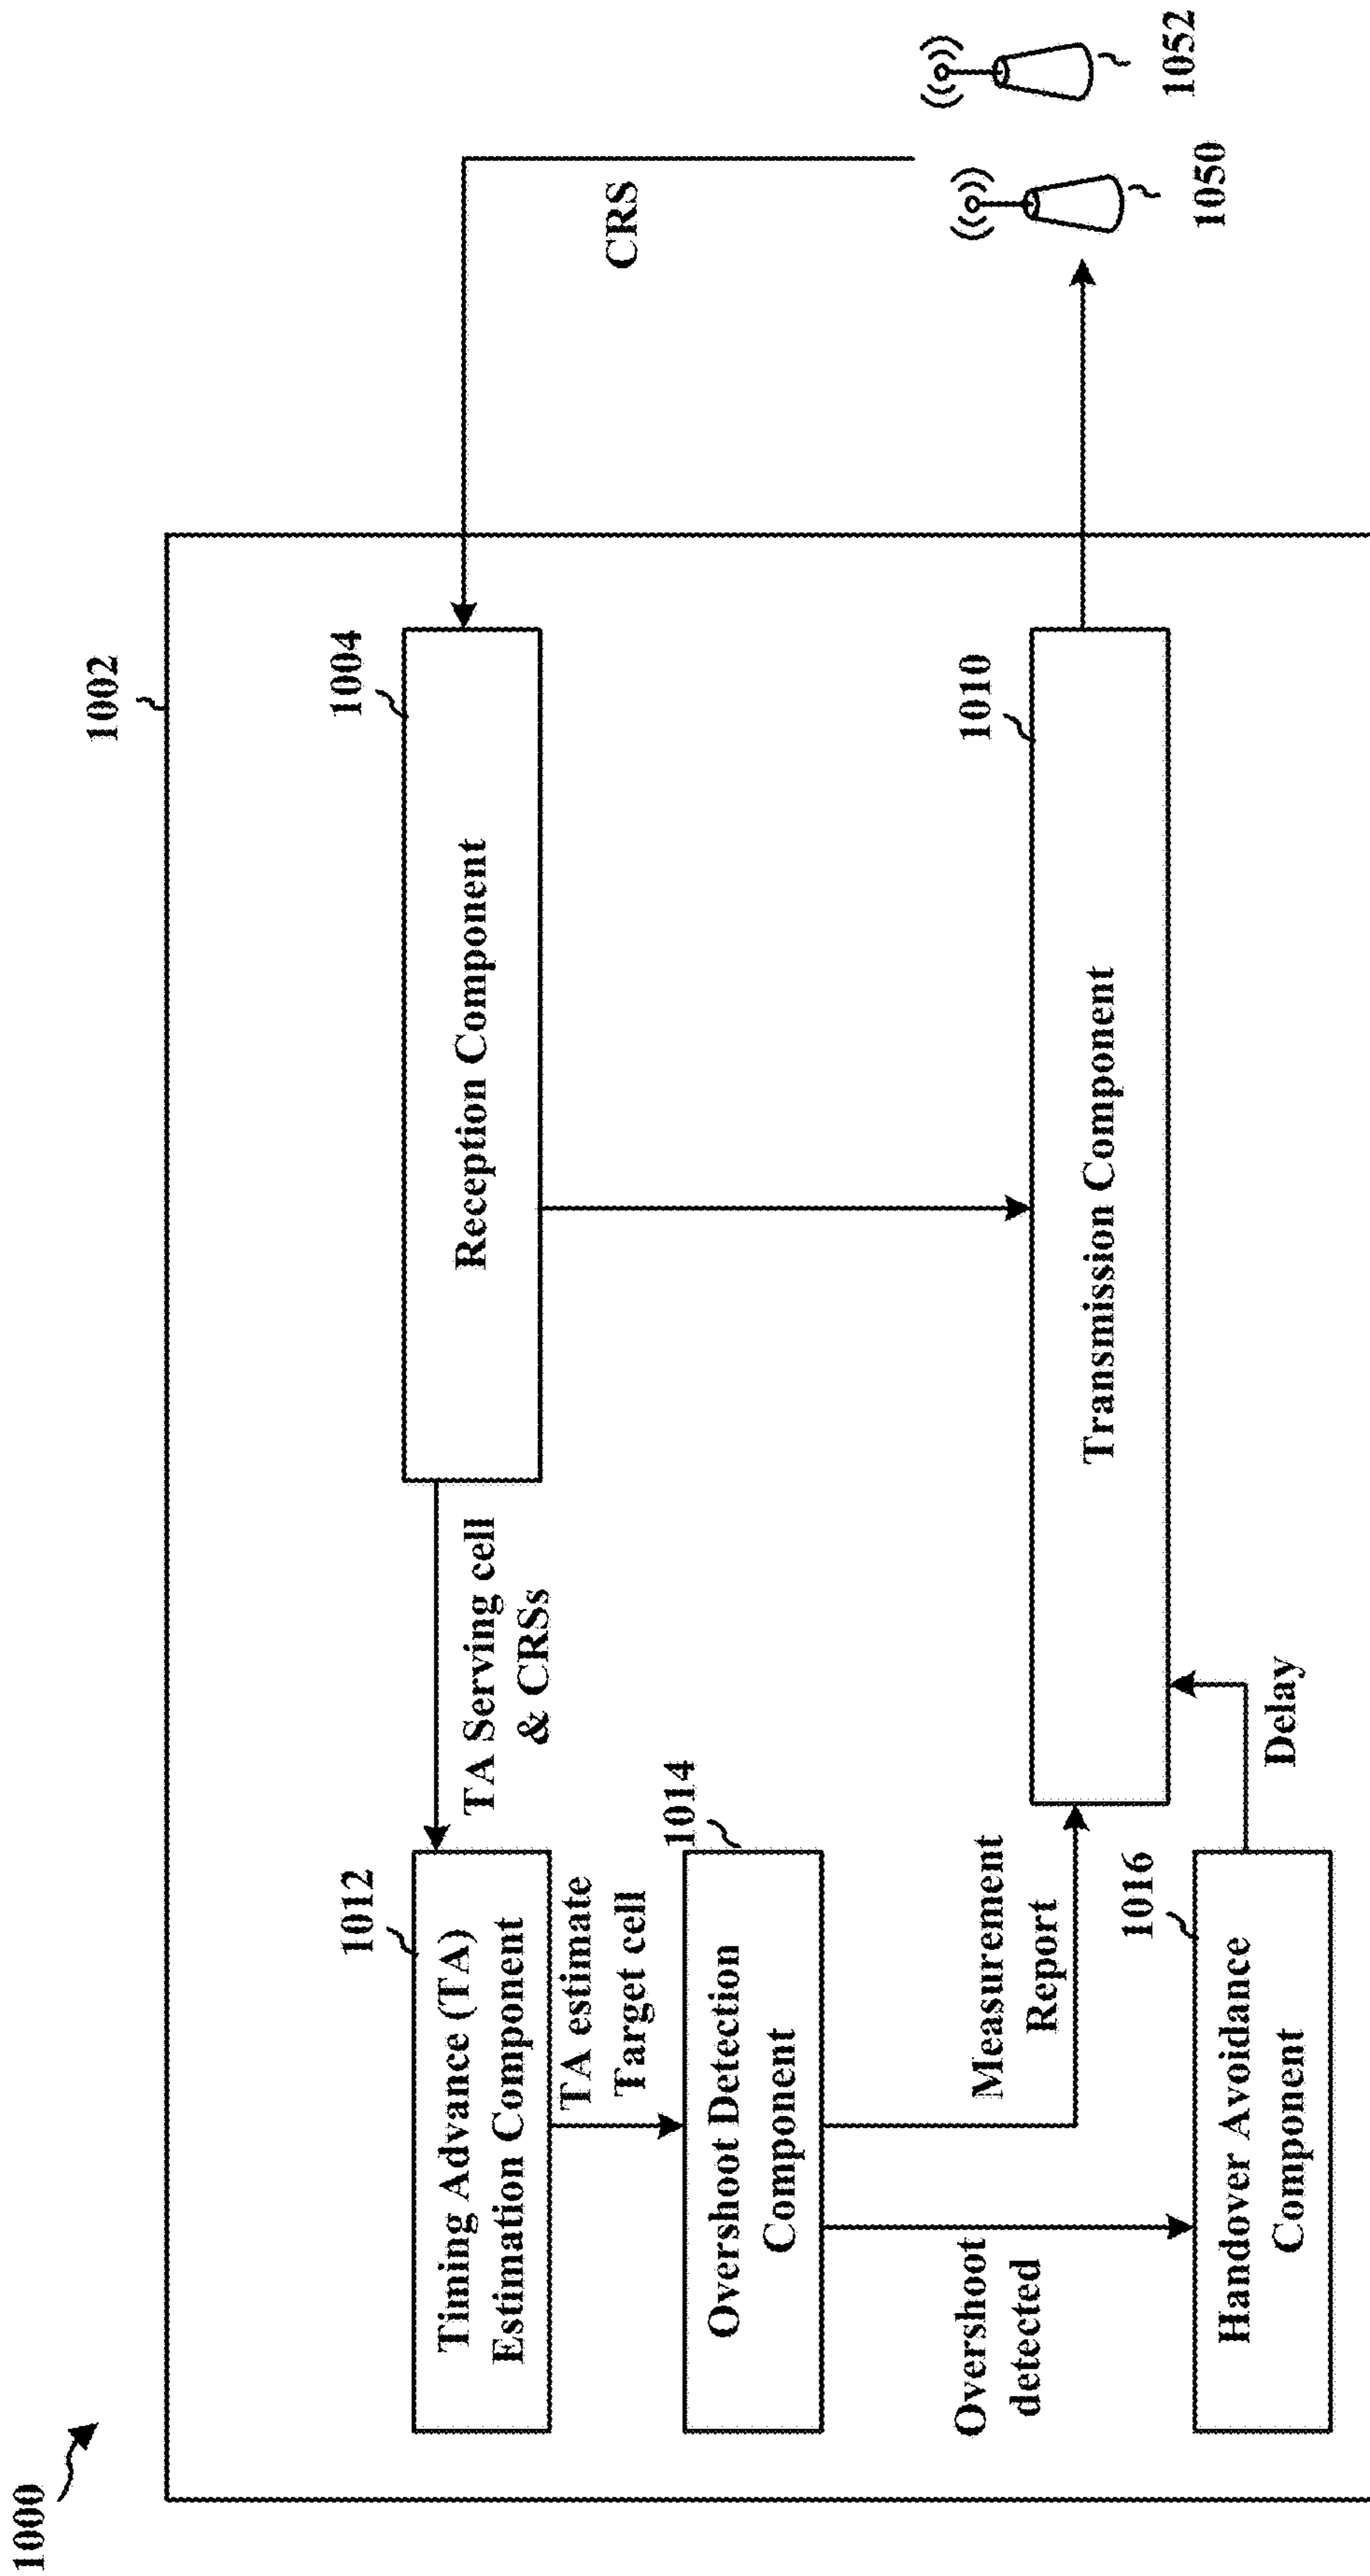 1000
1002
1004
Reception Component
CRS
1052
1050
TA Serving cell
& CRSs
1012
Timing Advance (TA)
Estimation Component
TA estimate
Target cell
1014
Overshoot Detection
Component
1010
Transmission Component
Measurement
Report
Overshoot
detected
1016
Handover Avoidance
Component
Delay